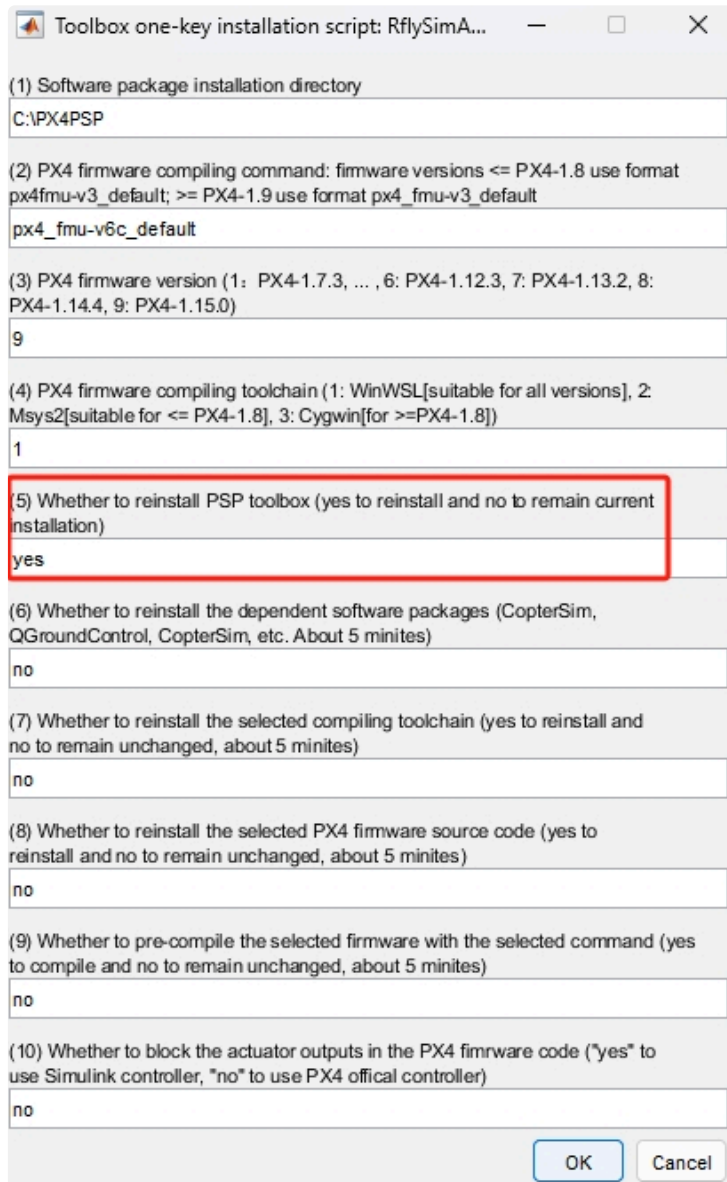 Toolbox one-key installation script: RflySimA...
(1) Software package installation directory
C:\PX4PSP
(2) PX4 firmware compiling command: firmware versions <= PX4-1.8 use format
px4fmu-v3_default; >= PX4-1.9 use format px4_fmu-v3_default
px4_fmu-v6c_default
(3) PX4 firmware version (1：PX4-1.7.3, ... , 6: PX4-1.12.3, 7: PX4-1.13.2, 8:
PX4-1.14.4, 9: PX4-1.15.0)
9
(4) PX4 firmware compiling toolchain (1: WinWSL[suitable for all versions], 2:
Msys2[suitable for <= PX4-1.8], 3: Cygwin[for >=PX4-1.8])
1
(5) Whether to reinstall PSP toolbox (yes to reinstall and no to remain current
installation)
yes
(6) Whether to reinstall the dependent software packages (CopterSim,
QGroundControl, CopterSim, etc. About 5 minites)
no
(7) Whether to reinstall the selected compiling toolchain (yes to reinstall and
no to remain unchanged, about 5 minites)
no
(8) Whether to reinstall the selected PX4 firmware source code (yes to
reinstall and no to remain unchanged, about 5 minites)
no
(9) Whether to pre-compile the selected firmware with the selected command (yes
to compile and no to remain unchanged, about 5 minites)
no
(10) Whether to block the actuator outputs in the PX4 fimrware code ("yes" to
use Simulink controller, "no" to use PX4 offical controller)
no
OK Cancel